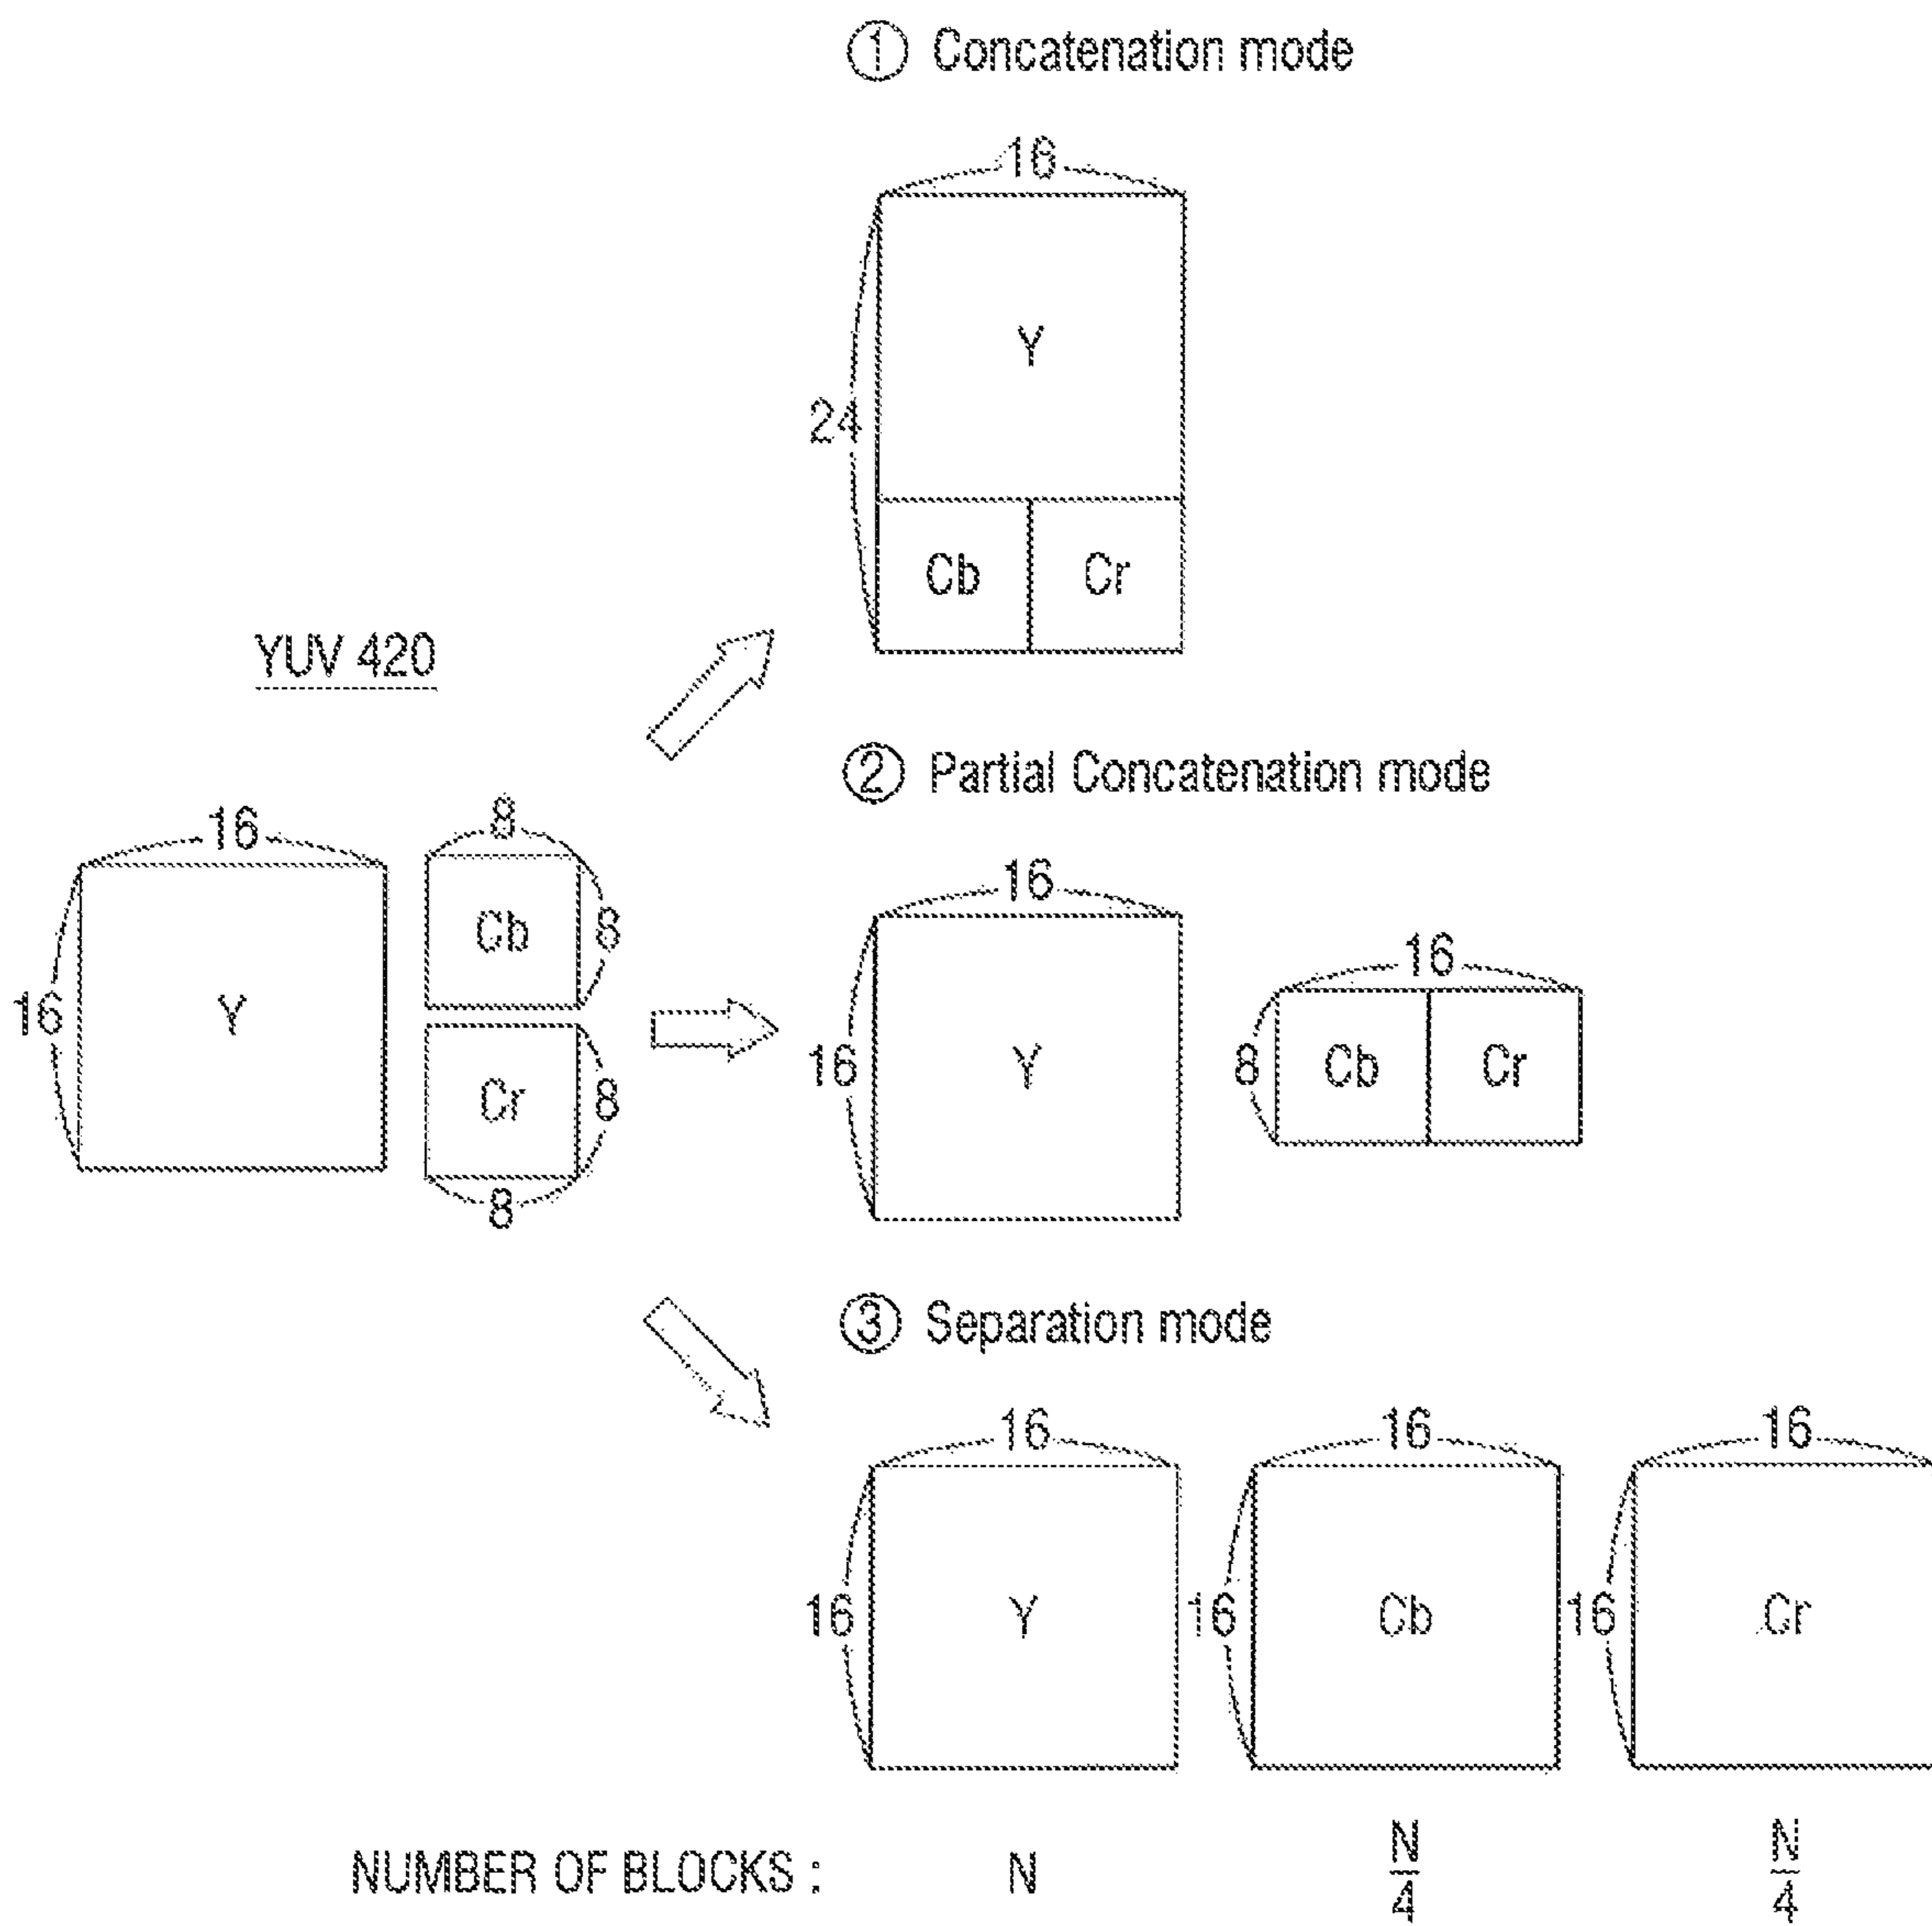 ① Concatenation mode
16
24
Y
Cb Cr
YUV 420
16
16
Y
8
Cb
8
Cr
8
8
② Partial Concatenation mode
16
16
Y
16
8
Cb Cr
③ Separation mode
16 16 16
16 Y 16 Cb 16 Cr
NUMBER OF BLOCKS : N N/4 N/4